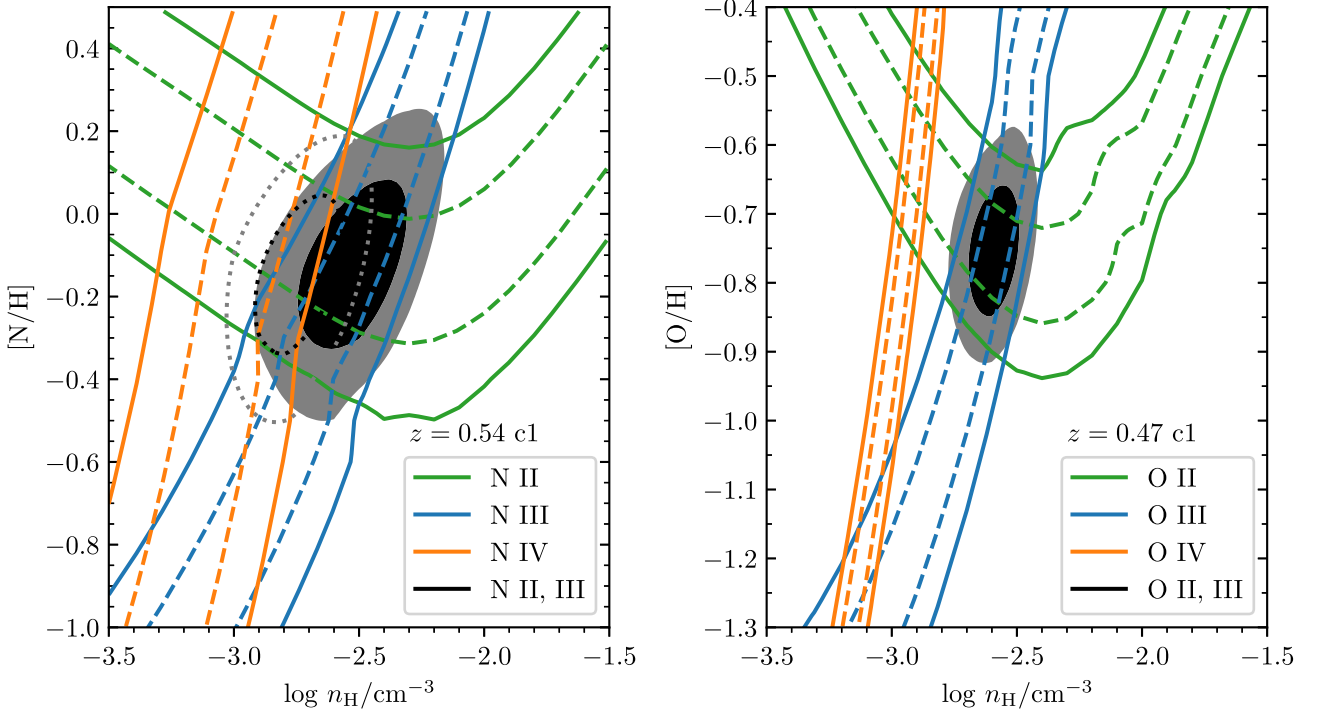 0.4
0.2
0.0
−0.2
−0.4
−0.6
−0.8
−1.0
[N/H]
−3.5 −3.0 −2.5 −2.0 −1.5
log n_H/cm^−3
z = 0.54 c1
N II
N III
N IV
N II, III
−0.4
−0.5
−0.6
−0.7
−0.8
−0.9
−1.0
−1.1
−1.2
−1.3
[O/H]
−3.5 −3.0 −2.5 −2.0 −1.5
log n_H/cm^−3
z = 0.47 c1
O II
O III
O IV
O II, III